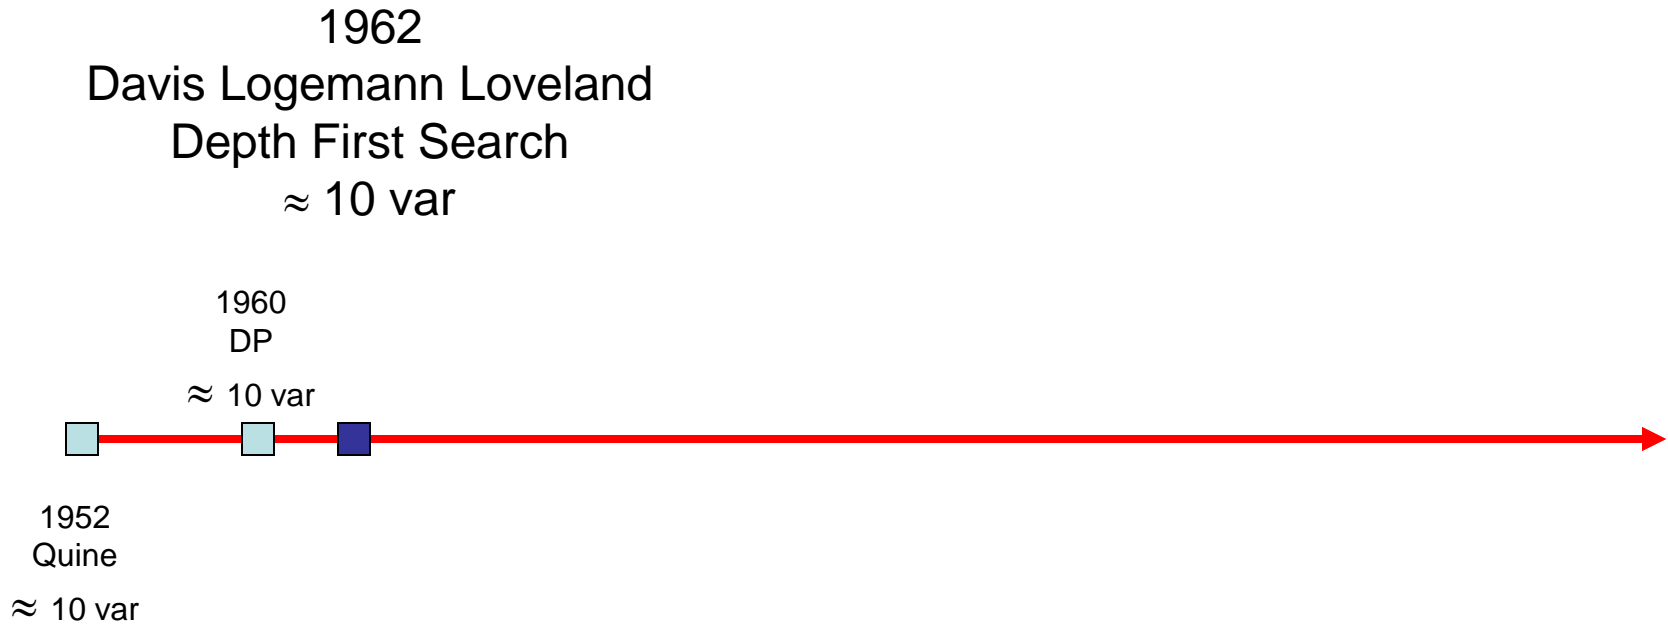 1962
Davis Logemann Loveland
Depth First Search
≈ 10 var
1960
DP
≈ 10 var
1952
Quine
≈ 10 var